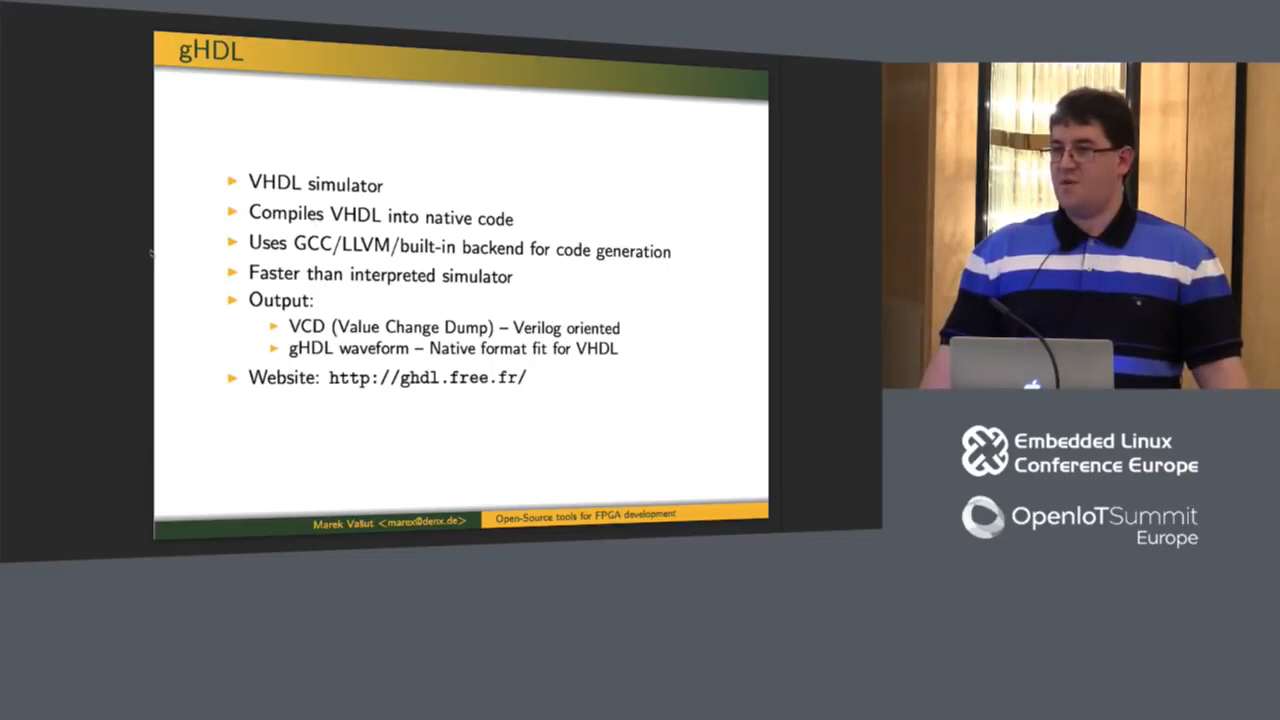 gHDL
VHDL simulator
Compiles VHDL into native code
Uses GCC/LLVM/built-in backend for code generation
Faster than interpreted simulator
Output:
VCD (Value Change Dump) – Verilog oriented
gHDL waveform – Native format fit for VHDL
Website: http://ghdl.free.fr/
Marek Vašut <marex@denx.de>
Open-Source tools for FPGA development
Embedded Linux
Conference Europe
OpenIoTSummit
Europe